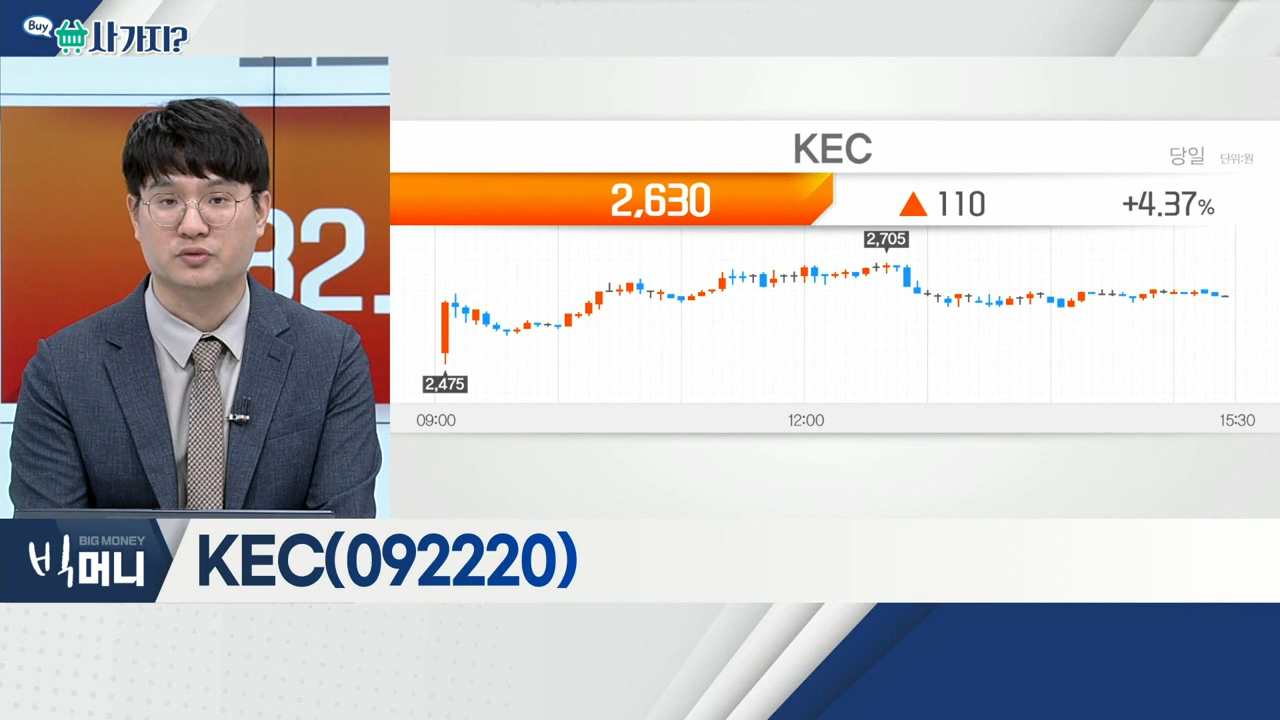 Buy
사가지?
32.
KEC
당일 단위:원
2,630 ▲ 110 +4.37%
2,705
2,475
09:00 12:00 15:30
BIG MONEY
빅머니
KEC(092220)